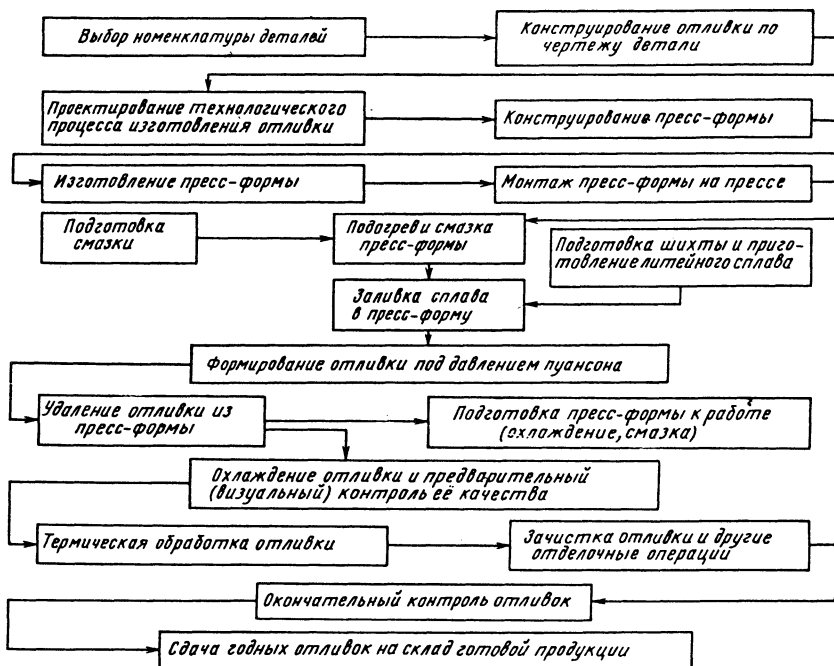 Выбор номенклатуры деталей
Конструирование отливки по
чертежу детали
Проектирование технологического
процесса изготовления отливки
Конструирование пресс-формы
Изготовление пресс-формы
Монтаж пресс-формы на прессе
Подготовка
смазки
Подогрев и смазка
пресс-формы
Подготовка шихты и приго-
товление литейного сплава
Заливка сплава
в пресс-форму
Формирование отливки под давлением пуансона
Удаление отливки из
пресс-формы
Подготовка пресс-формы к работе
(охлаждение, смазка)
Охлаждение отливки и предварительный
(визуальный) контроль её качества
Термическая обработка отливки
Зачистка отливки и другие
отделочные операции
Окончательный контроль отливок
Сдача годных отливок на склад готовой продукции